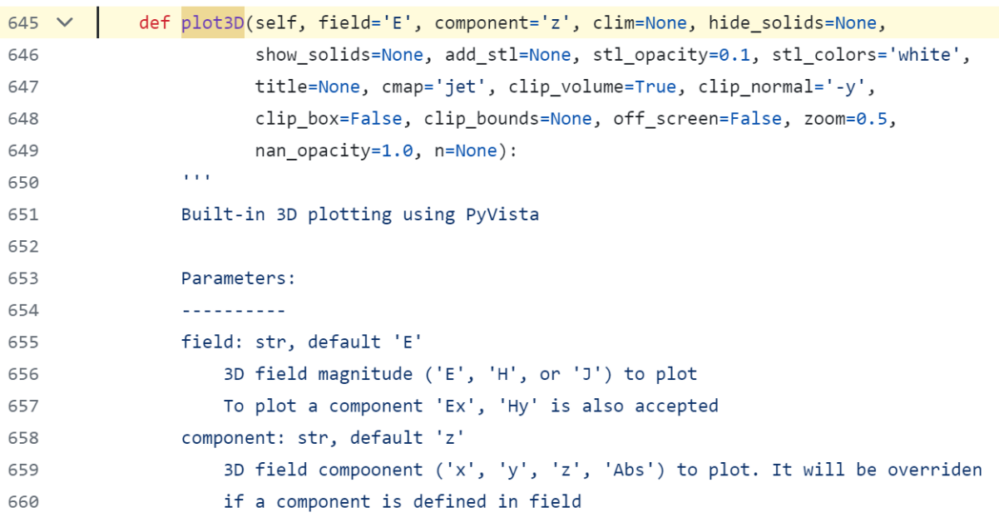 645 def plot3D(self, field='E', component='z', clim=None, hide_solids=None,
646 show_solids=None, add_stl=None, stl_opacity=0.1, stl_colors='white',
647 title=None, cmap='jet', clip_volume=True, clip_normal='-y',
648 clip_box=False, clip_bounds=None, off_screen=False, zoom=0.5,
649 nan_opacity=1.0, n=None):
650 '''
651 Built-in 3D plotting using PyVista
652
653 Parameters:
654 ----------
655 field: str, default 'E'
656 3D field magnitude ('E', 'H', or 'J') to plot
657 To plot a component 'Ex', 'Hy' is also accepted
658 component: str, default 'z'
659 3D field compoonent ('x', 'y', 'z', 'Abs') to plot. It will be overriden
660 if a component is defined in field